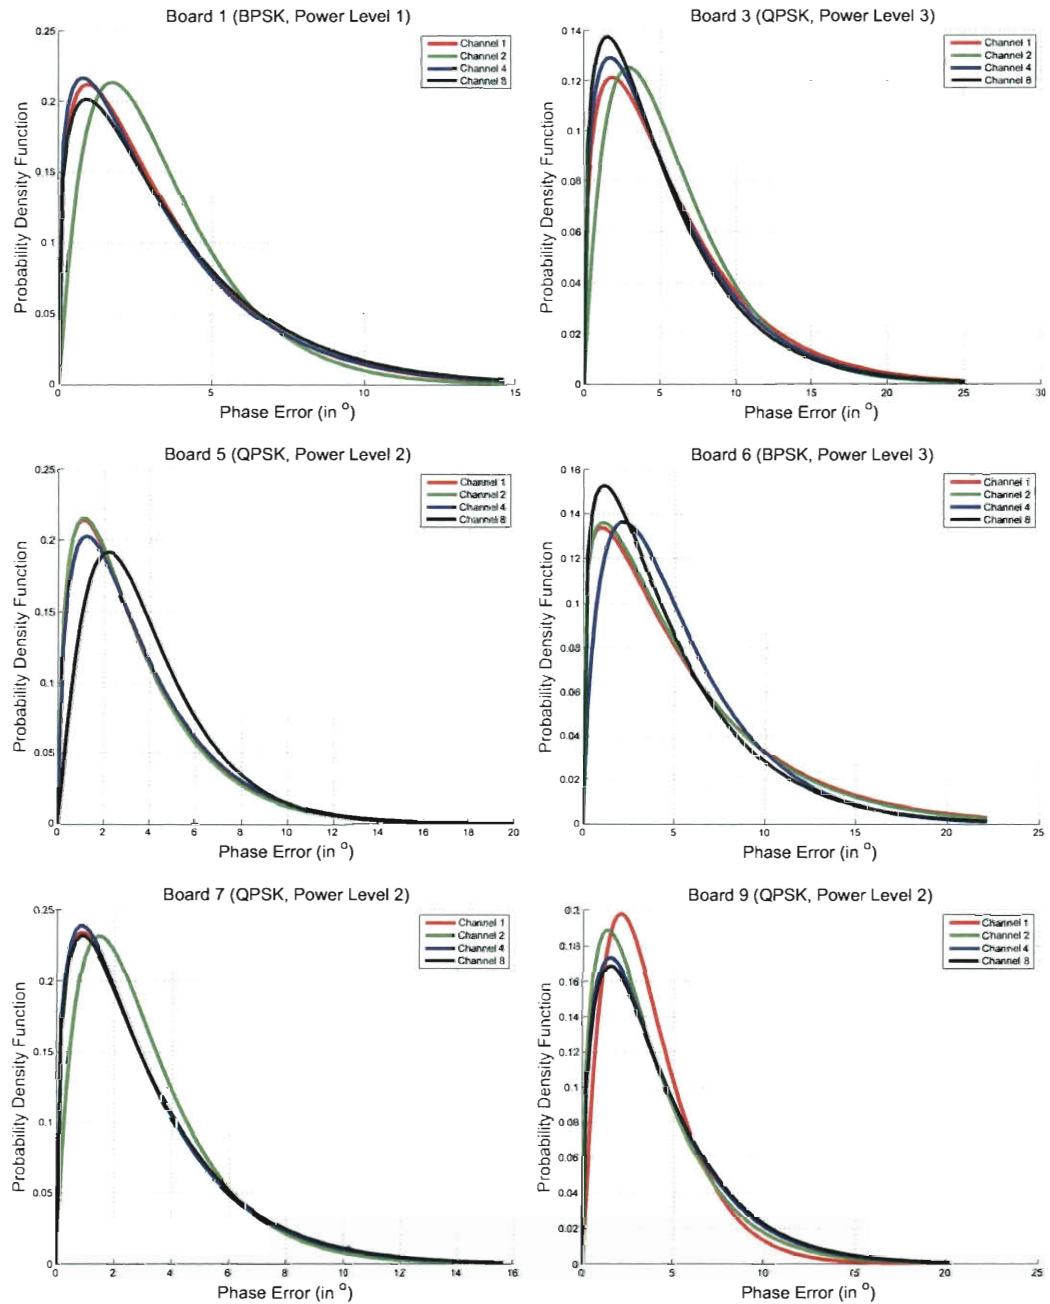 Board 1 (BPSK, Power Level 1)
Probability Density Function
0.25
0.2
0.15
0.1
0.05
0
0 5 10 15
Phase Error (in °)
Channel 1
Channel 2
Channel 4
Channel 8
Board 3 (QPSK, Power Level 3)
Probability Density Function
0.14
0.12
0.1
0.08
0.06
0.04
0.02
0
0 5 10 15 20 25 30
Phase Error (in °)
Channel 1
Channel 2
Channel 4
Channel 8
Board 5 (QPSK, Power Level 2)
Probability Density Function
0.25
0.2
0.15
0.1
0.05
0
0 2 4 6 8 10 12 14 16 18 20
Phase Error (in °)
Channel 1
Channel 2
Channel 4
Channel 8
Board 6 (BPSK, Power Level 3)
Probability Density Function
0.16
0.14
0.12
0.1
0.08
0.06
0.04
0.02
0
0 5 10 15 20 25
Phase Error (in °)
Channel 1
Channel 2
Channel 4
Channel 8
Board 7 (QPSK, Power Level 2)
Probability Density Function
0.25
0.2
0.15
0.1
0.05
0
0 2 4 6 8 10 12 14 16
Phase Error (in °)
Channel 1
Channel 2
Channel 4
Channel 8
Board 9 (QPSK, Power Level 2)
Probability Density Function
0.2
0.18
0.16
0.14
0.12
0.1
0.08
0.06
0.04
0.02
0
0 5 10 15 20 25
Phase Error (in °)
Channel 1
Channel 2
Channel 4
Channel 8